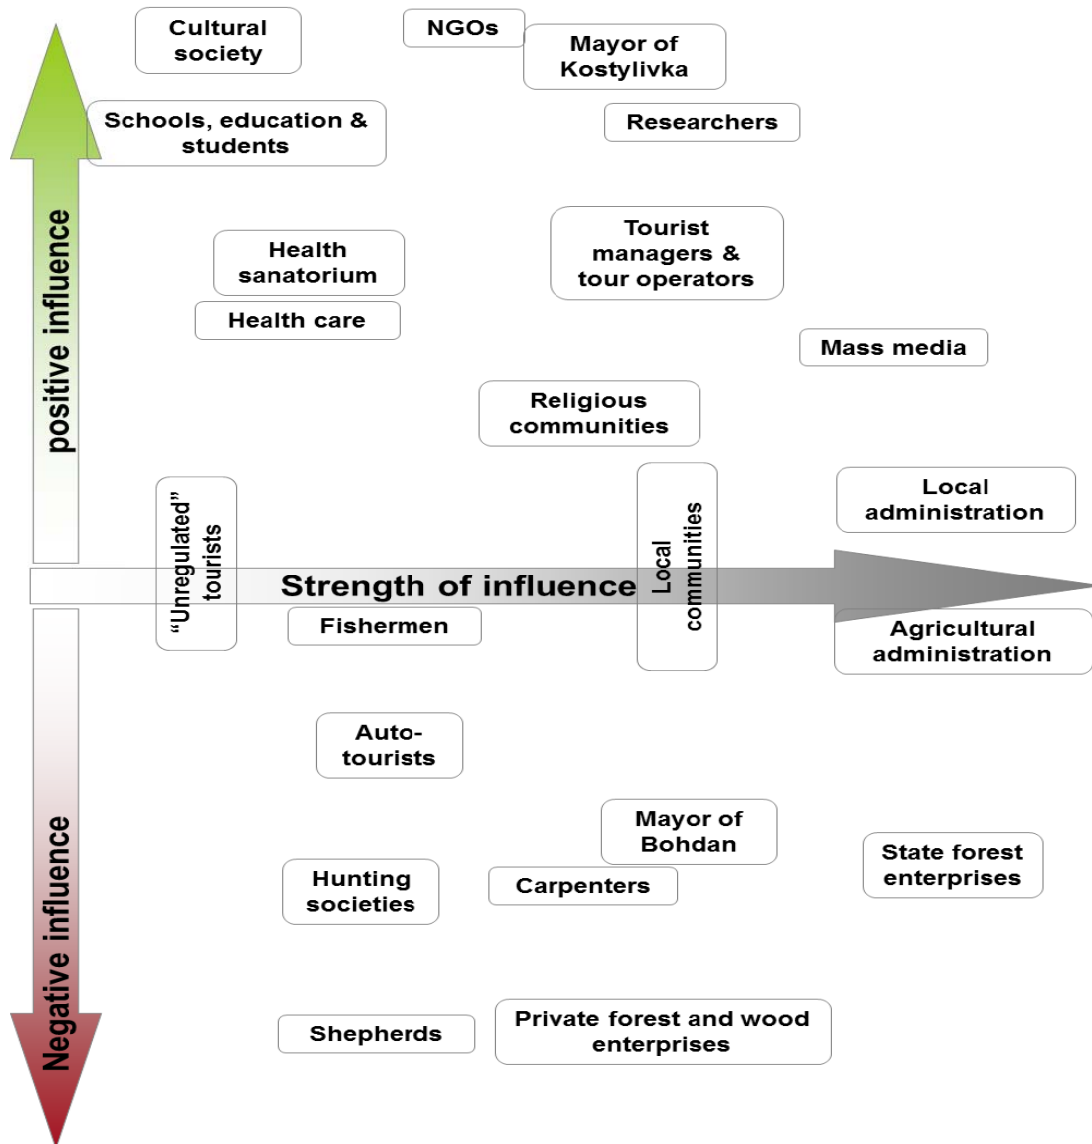 Cultural
society
NGOs
Mayor of
Kostylivka
Schools, education &
students
Researchers
positive influence
Health
sanatorium
Tourist
managers &
tour operators
Health care
Mass media
Religious
communities
"Unregulated"
tourists
Local
communities
Local
administration
Strength of influence
Fishermen
Agricultural
administration
Auto-
tourists
Negative influence
Mayor of
Bohdan
State forest
enterprises
Hunting
societies
Carpenters
Shepherds
Private forest and wood
enterprises